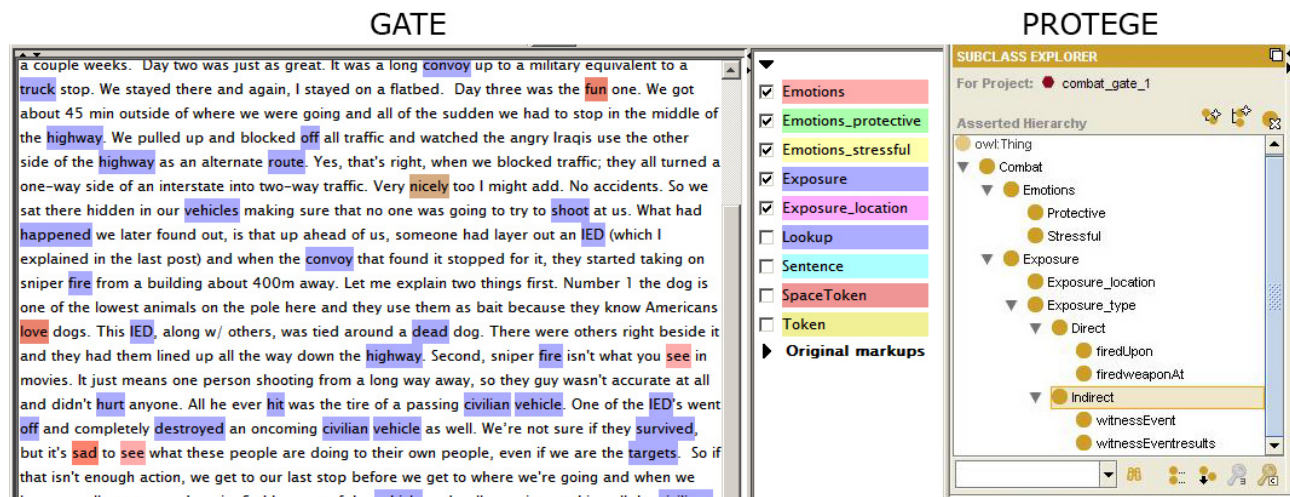 GATE
PROTEGE
a couple weeks. Day two was just as great. It was a long convoy up to a military equivalent to a
truck stop. We stayed there and again, I stayed on a flatbed. Day three was the fun one. We got
about 45 min outside of where we were going and all of the sudden we had to stop in the middle of
the highway. We pulled up and blocked off all traffic and watched the angry Iraqis use the other
side of the highway as an alternate route. Yes, that's right, when we blocked traffic; they all turned a
one-way side of an interstate into two-way traffic. Very nicely too I might add. No accidents. So we
sat there hidden in our vehicles making sure that no one was going to try to shoot at us. What had
happened we later found out, is that up ahead of us, someone had layer out an IED (which I
explained in the last post) and when the convoy that found it stopped for it, they started taking on
sniper fire from a building about 400m away. Let me explain two things first. Number 1 the dog is
one of the lowest animals on the pole here and they use them as bait because they know Americans
love dogs. This IED, along w/ others, was tied around a dead dog. There were others right beside it
and they had them lined up all the way down the highway. Second, sniper fire isn't what you see in
movies. It just means one person shooting from a long way away, so they guy wasn't accurate at all
and didn't hurt anyone. All he ever hit was the tire of a passing civilian vehicle. One of the IED's went
off and completely destroyed an oncoming civilian vehicle as well. We're not sure if they survived,
but it's sad to see what these people are doing to their own people, even if we are the targets. So if
that isn't enough action, we get to our last stop before we get to where we're going and when we
Emotions
Emotions_protective
Emotions_stressful
Exposure
Exposure_location
Lookup
Sentence
SpaceToken
Token
Original markups
SUBCLASS EXPLORER
For Project: combat_gate_1
Asserted Hierarchy
owl:Thing
Combat
Emotions
Protective
Stressful
Exposure
Exposure_location
Exposure_type
Direct
firedUpon
firedweaponAt
Indirect
witnessEvent
witnessEventresults